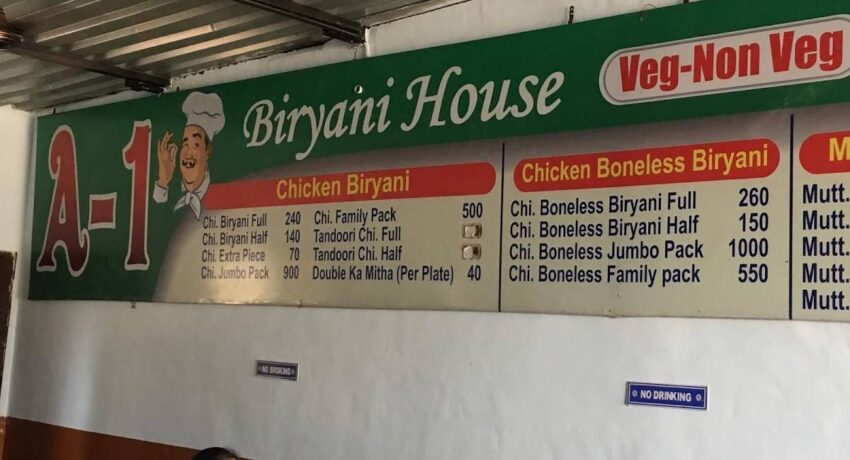 A-1
Biryani House
Veg-Non Veg
Chicken Biryani
Chi. Biryani Full 240
Chi. Biryani Half 140
Chi. Extra Piece 70
Chi. Jumbo Pack 900
Chi. Family Pack 500
Tandoori Chi. Full
Tandoori Chi. Half
Double Ka Mitha (Per Plate) 40
Chicken Boneless Biryani
Chi. Boneless Biryani Full 260
Chi. Boneless Biryani Half 150
Chi. Boneless Jumbo Pack 1000
Chi. Boneless Family pack 550
M
Mutt.
Mutt.
Mutt.
Mutt.
Mutt.
NO SMOKING
NO DRINKING